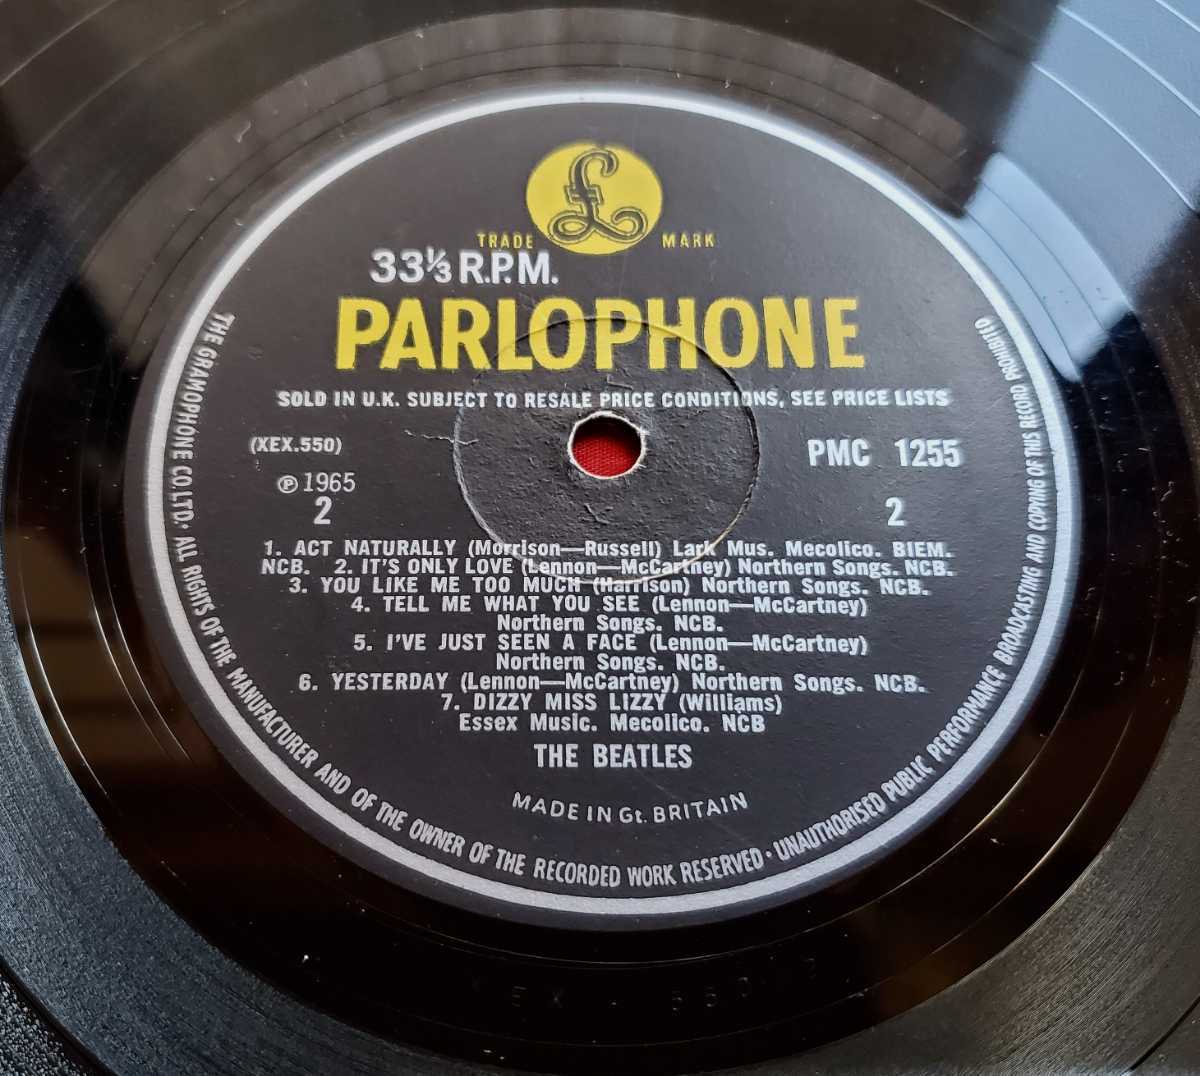 £
TRADE MARK
33⅓ R.P.M.
PARLOPHONE
SOLD IN U.K. SUBJECT TO RESALE PRICE CONDITIONS, SEE PRICE LISTS
(XEX.550)
PMC 1255
℗ 1965
2
2
1. ACT NATURALLY (Morrison—Russell) Lark Mus. Mecolico. BIEM.
NCB. 2. IT'S ONLY LOVE (Lennon—McCartney) Northern Songs. NCB.
3. YOU LIKE ME TOO MUCH (Harrison) Northern Songs. NCB.
4. TELL ME WHAT YOU SEE (Lennon—McCartney)
Northern Songs. NCB.
5. I'VE JUST SEEN A FACE (Lennon—McCartney)
Northern Songs. NCB.
6. YESTERDAY (Lennon—McCartney) Northern Songs. NCB.
7. DIZZY MISS LIZZY (Williams)
Essex Music. Mecolico. NCB
THE BEATLES
MADE IN Gt. BRITAIN
THE GRAMOPHONE CO. LTD. ALL RIGHTS OF THE MANUFACTURER AND OF THE OWNER OF THE RECORDED WORK RESERVED · UNAUTHORISED PUBLIC PERFORMANCE BROADCASTING AND COPYING OF THIS RECORD PROHIBITED